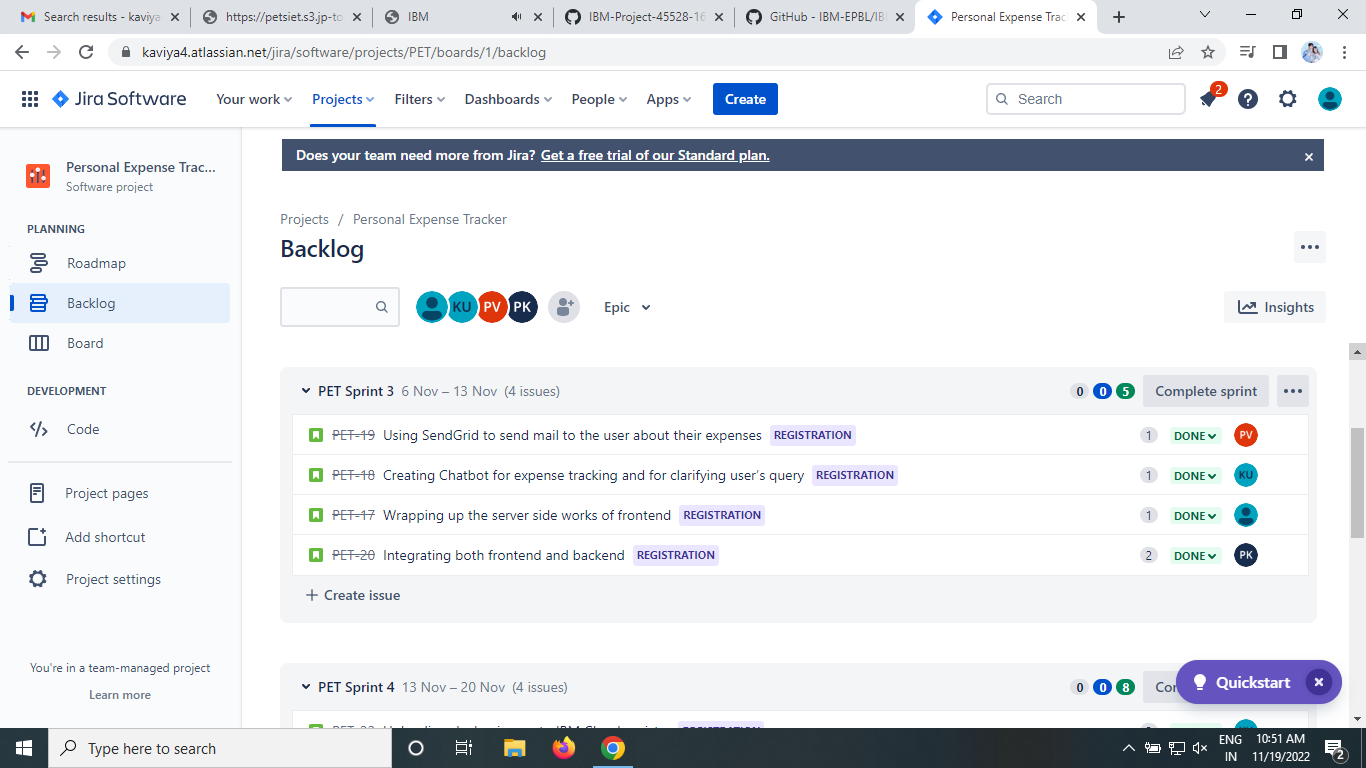 Search results - kaviya
https://petsiet.s3.jp-to
IBM
IBM-Project-45528-16
GitHub - IBM-EPBL/IB
Personal Expense Trac
kaviya4.atlassian.net/jira/software/projects/PET/boards/1/backlog
Jira Software
Your work
Projects
Filters
Dashboards
People
Apps
Create
Search
2
Does your team need more from Jira? Get a free trial of our Standard plan.
Personal Expense Trac...
Software project
PLANNING
Roadmap
Backlog
Board
DEVELOPMENT
Code
Project pages
Add shortcut
Project settings
You're in a team-managed project
Learn more
Projects / Personal Expense Tracker
Backlog
KU PV PK
Epic
Insights
PET Sprint 3 6 Nov – 13 Nov (4 issues) 0 0 5 Complete sprint
PET-19 Using SendGrid to send mail to the user about their expenses REGISTRATION 1 DONE PV
PET-18 Creating Chatbot for expense tracking and for clarifying user's query REGISTRATION 1 DONE KU
PET-17 Wrapping up the server side works of frontend REGISTRATION 1 DONE
PET-20 Integrating both frontend and backend REGISTRATION 2 DONE PK
+ Create issue
PET Sprint 4 13 Nov – 20 Nov (4 issues) 0 0 8 Co
Quickstart
Type here to search
ENG
IN
10:51 AM
11/19/2022
2